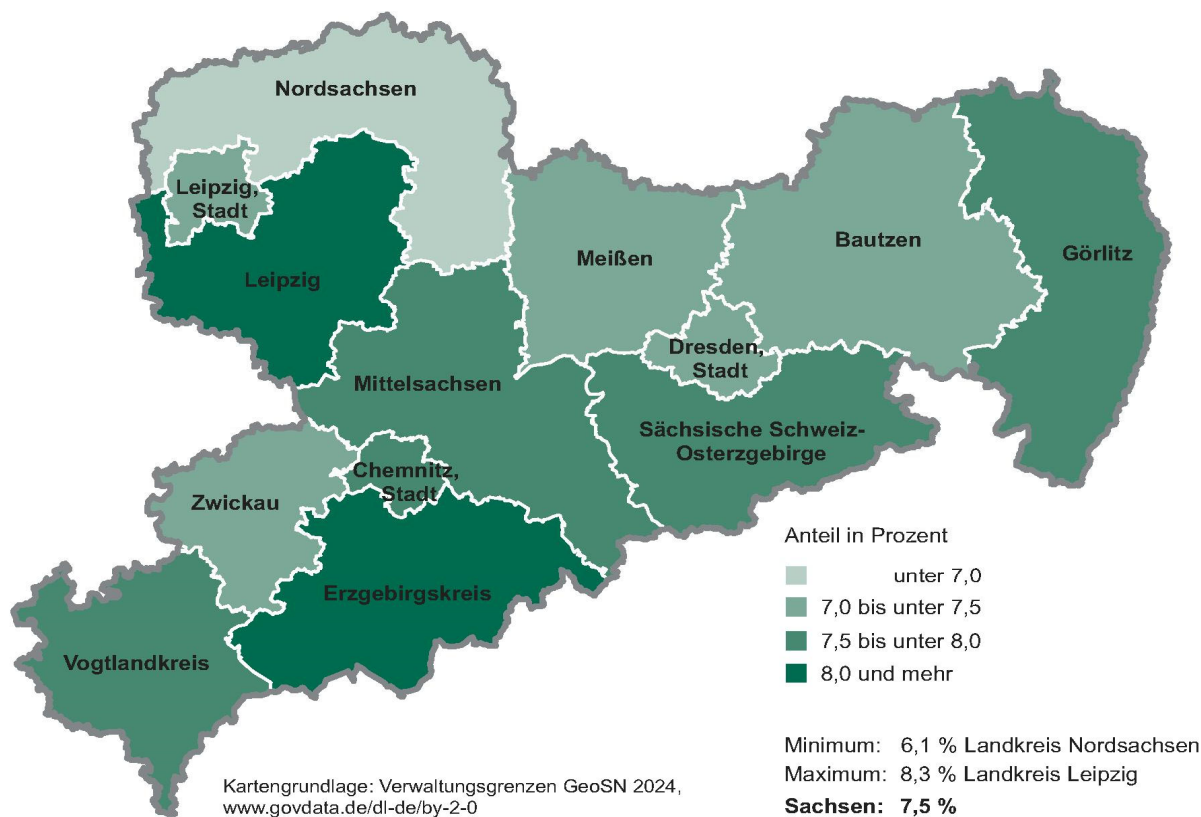 Nordsachsen
Leipzig,
Stadt
Leipzig
Meißen
Bautzen
Görlitz
Dresden,
Stadt
Mittelsachsen
Sächsische Schweiz-
Osterzgebirge
Chemnitz,
Stadt
Zwickau
Erzgebirgskreis
Vogtlandkreis
Anteil in Prozent
unter 7,0
7,0 bis unter 7,5
7,5 bis unter 8,0
8,0 und mehr
Minimum: 6,1 % Landkreis Nordsachsen
Maximum: 8,3 % Landkreis Leipzig
Sachsen: 7,5 %
Kartengrundlage: Verwaltungsgrenzen GeoSN 2024,
www.govdata.de/dl-de/by-2-0